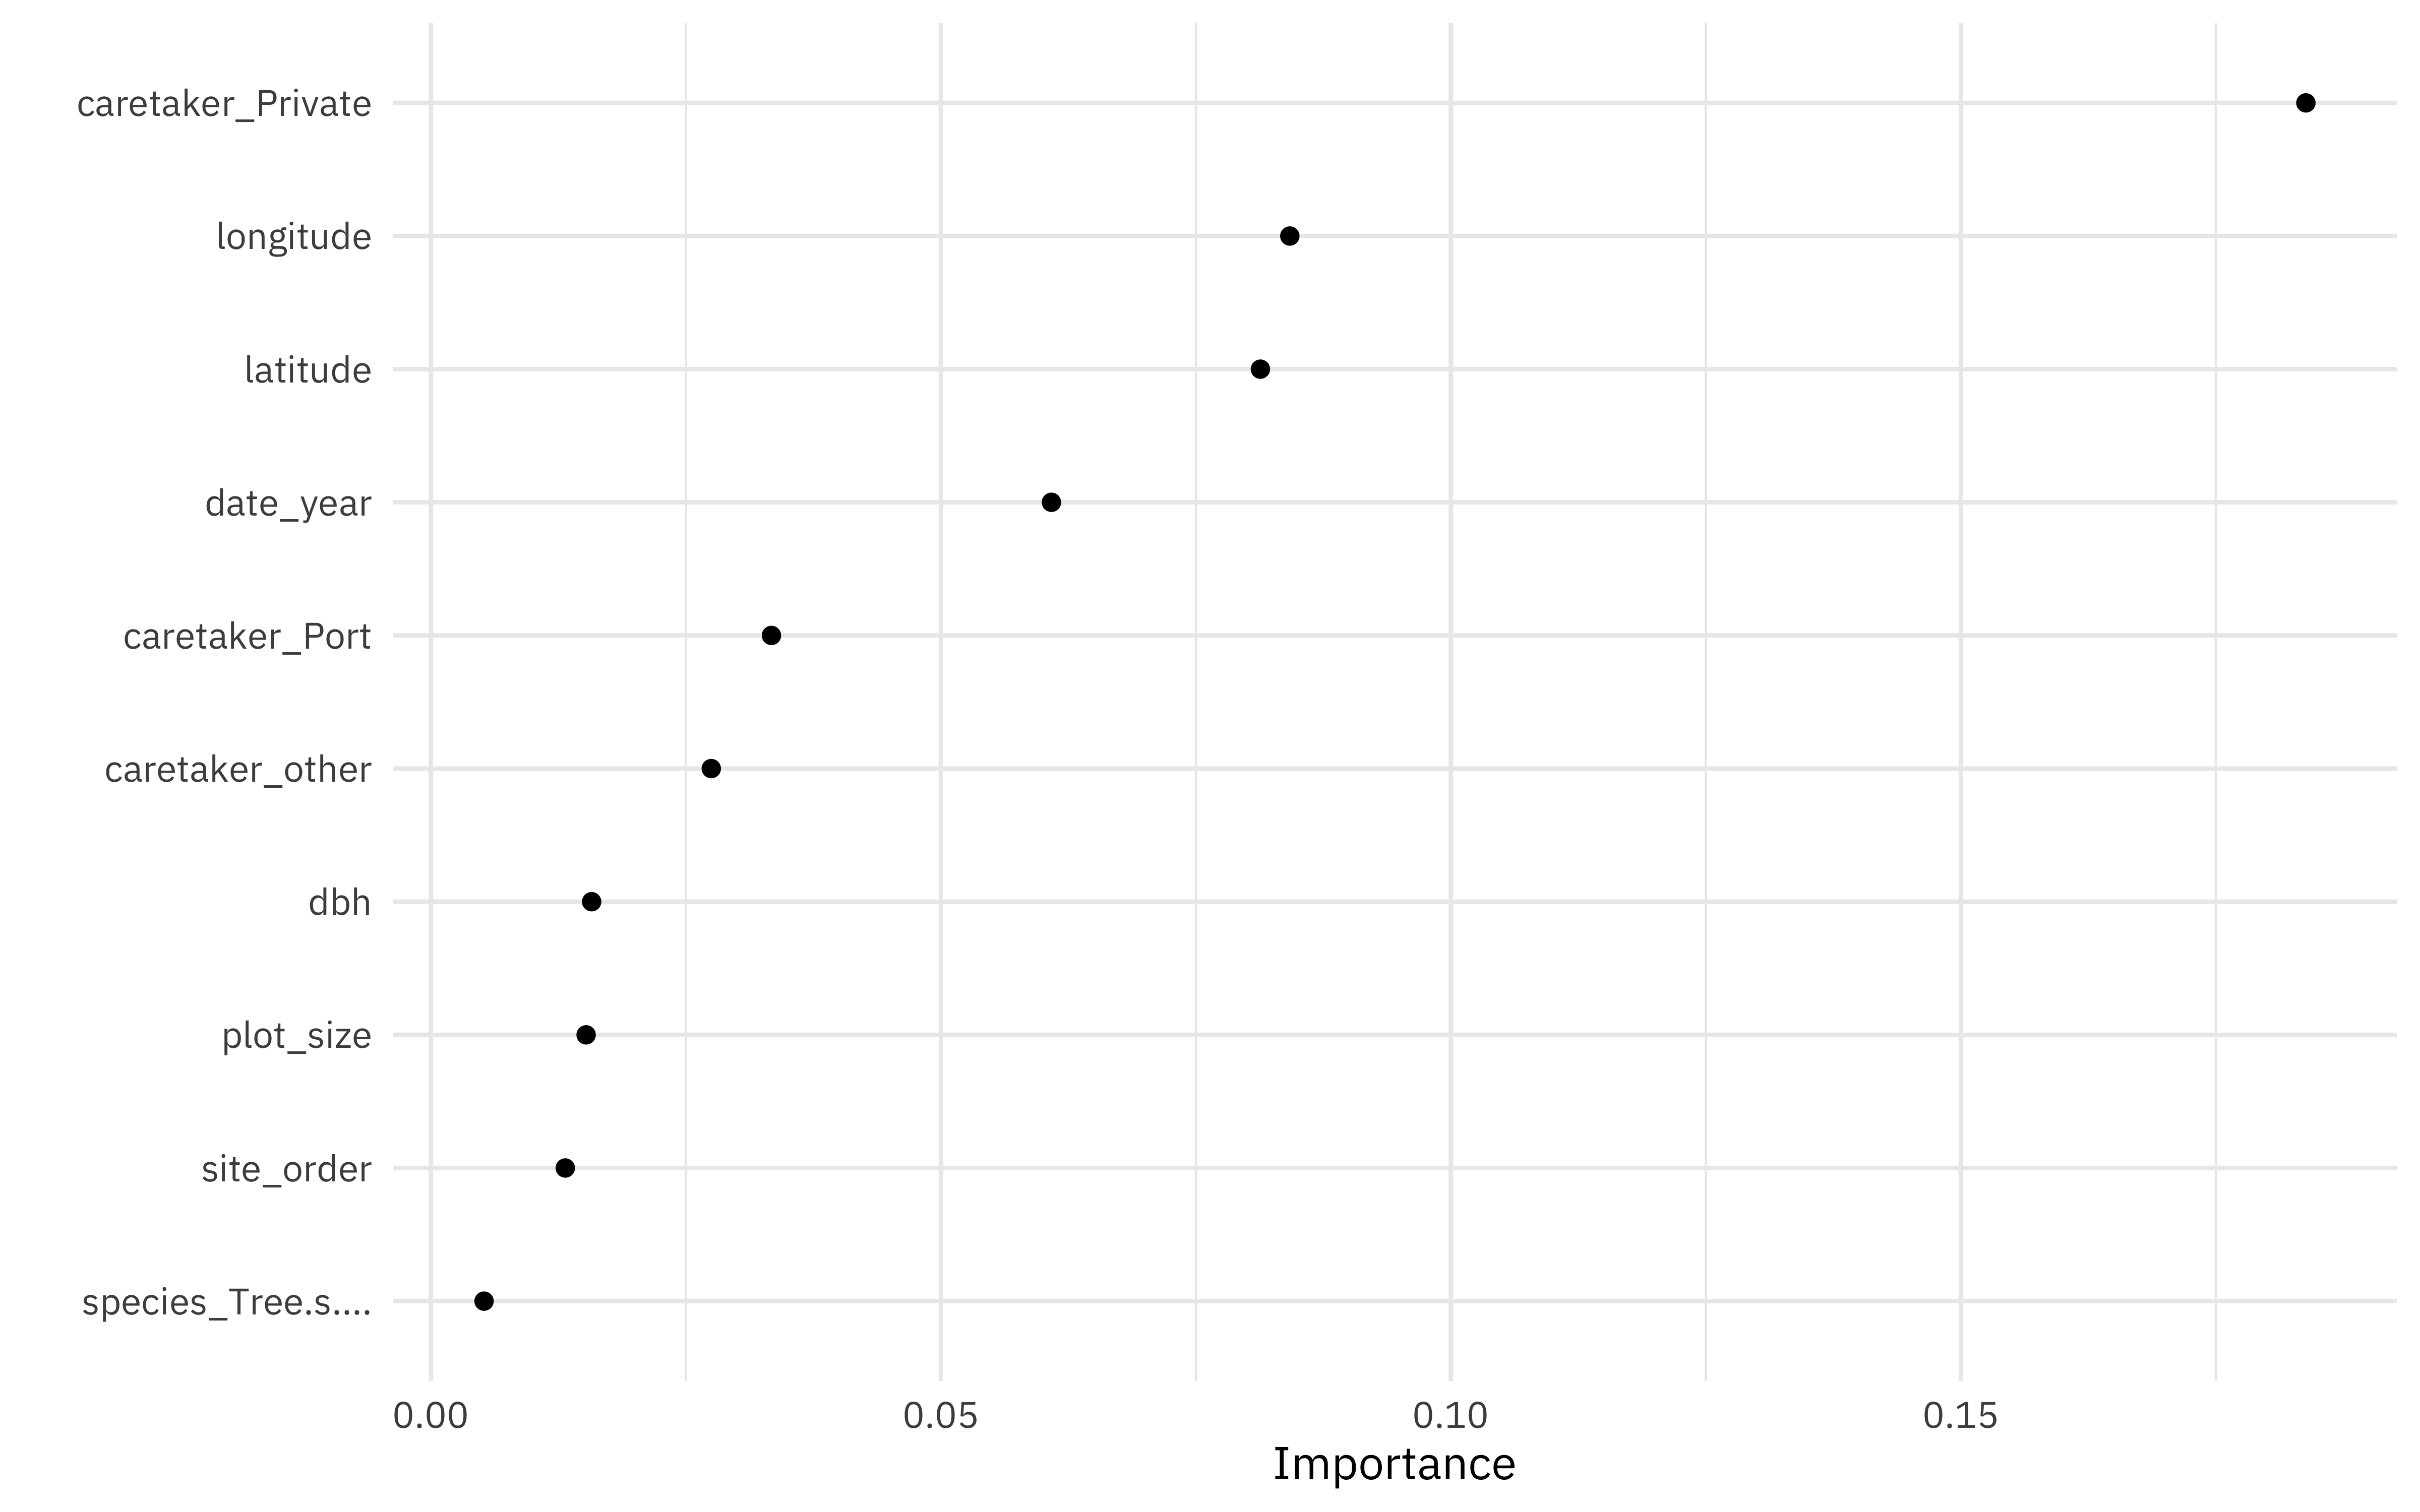 caretaker_Private
longitude
latitude
date_year
caretaker_Port
caretaker_other
dbh
plot_size
site_order
species_Tree.s....
0.00 0.05 0.10 0.15
Importance